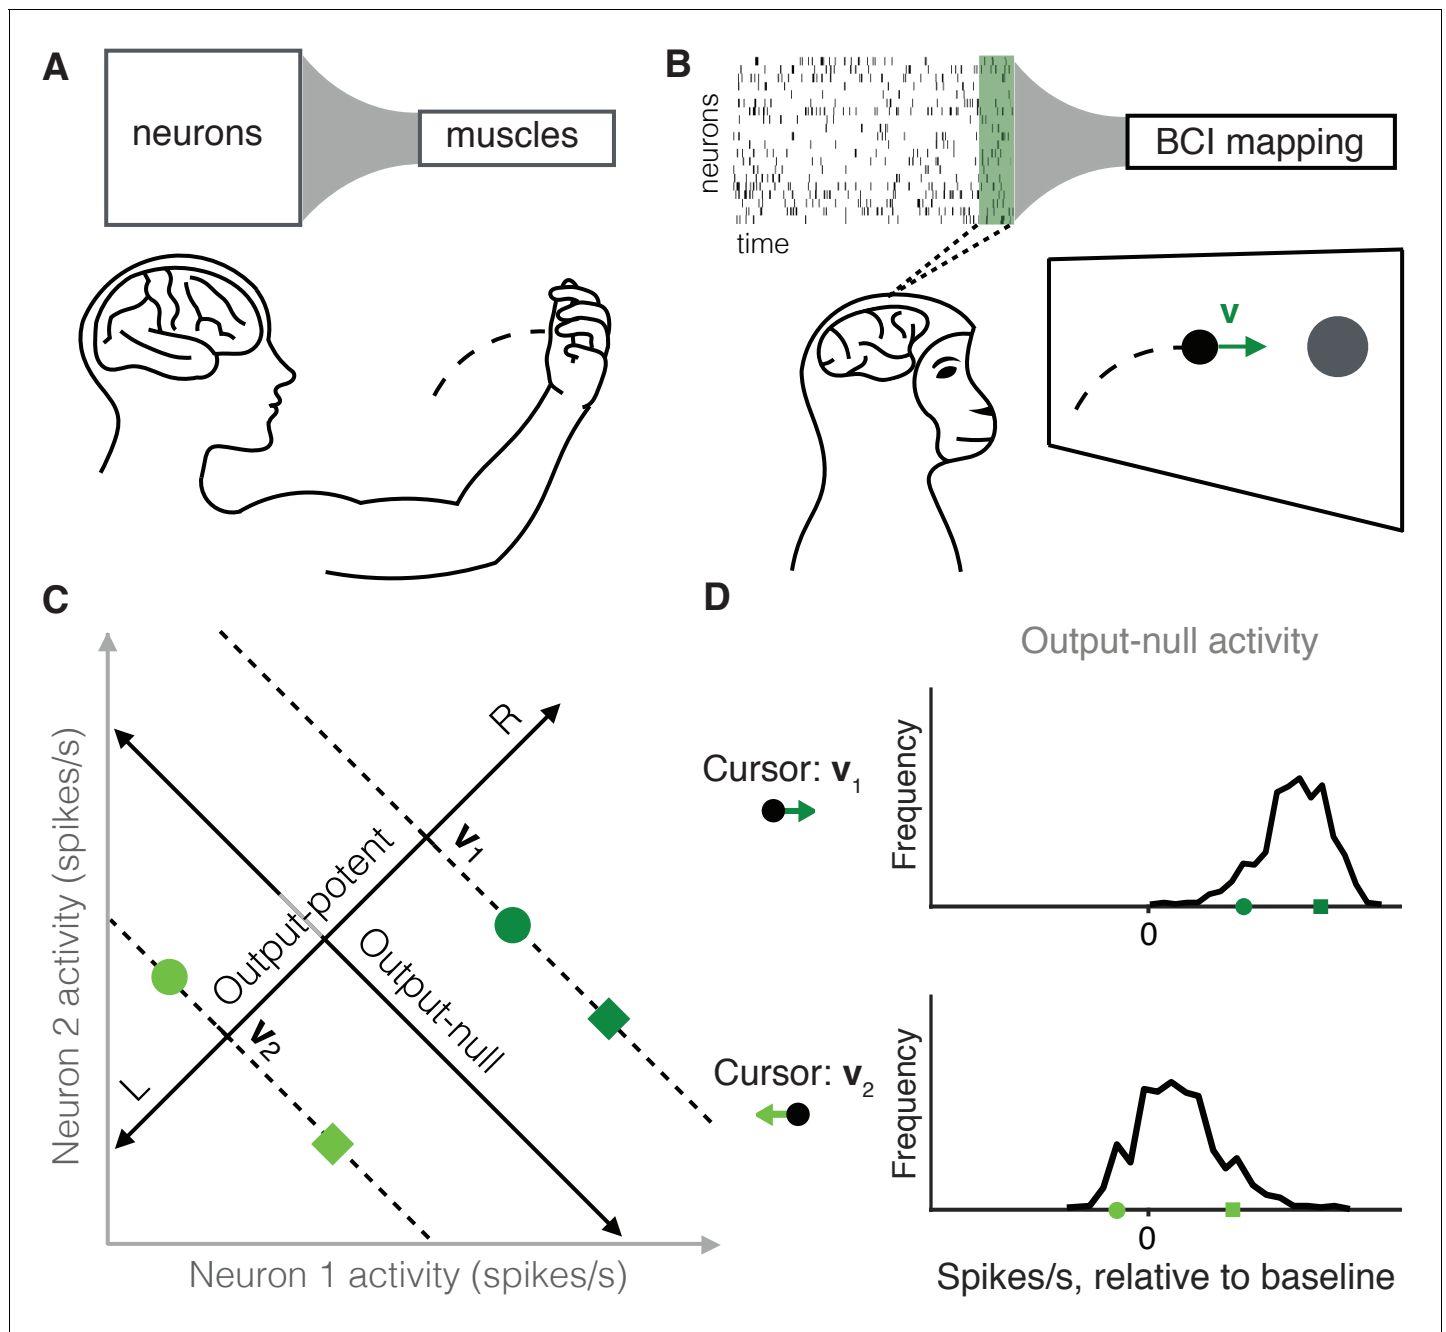 A
neurons
muscles
B
neurons
time
BCI mapping
v
C
Neuron 2 activity (spikes/s)
Neuron 1 activity (spikes/s)
R
L
Output-potent
Output-null
v1
v2
D
Output-null activity
Cursor: v1
Frequency
0
Cursor: v2
Frequency
0
Spikes/s, relative to baseline